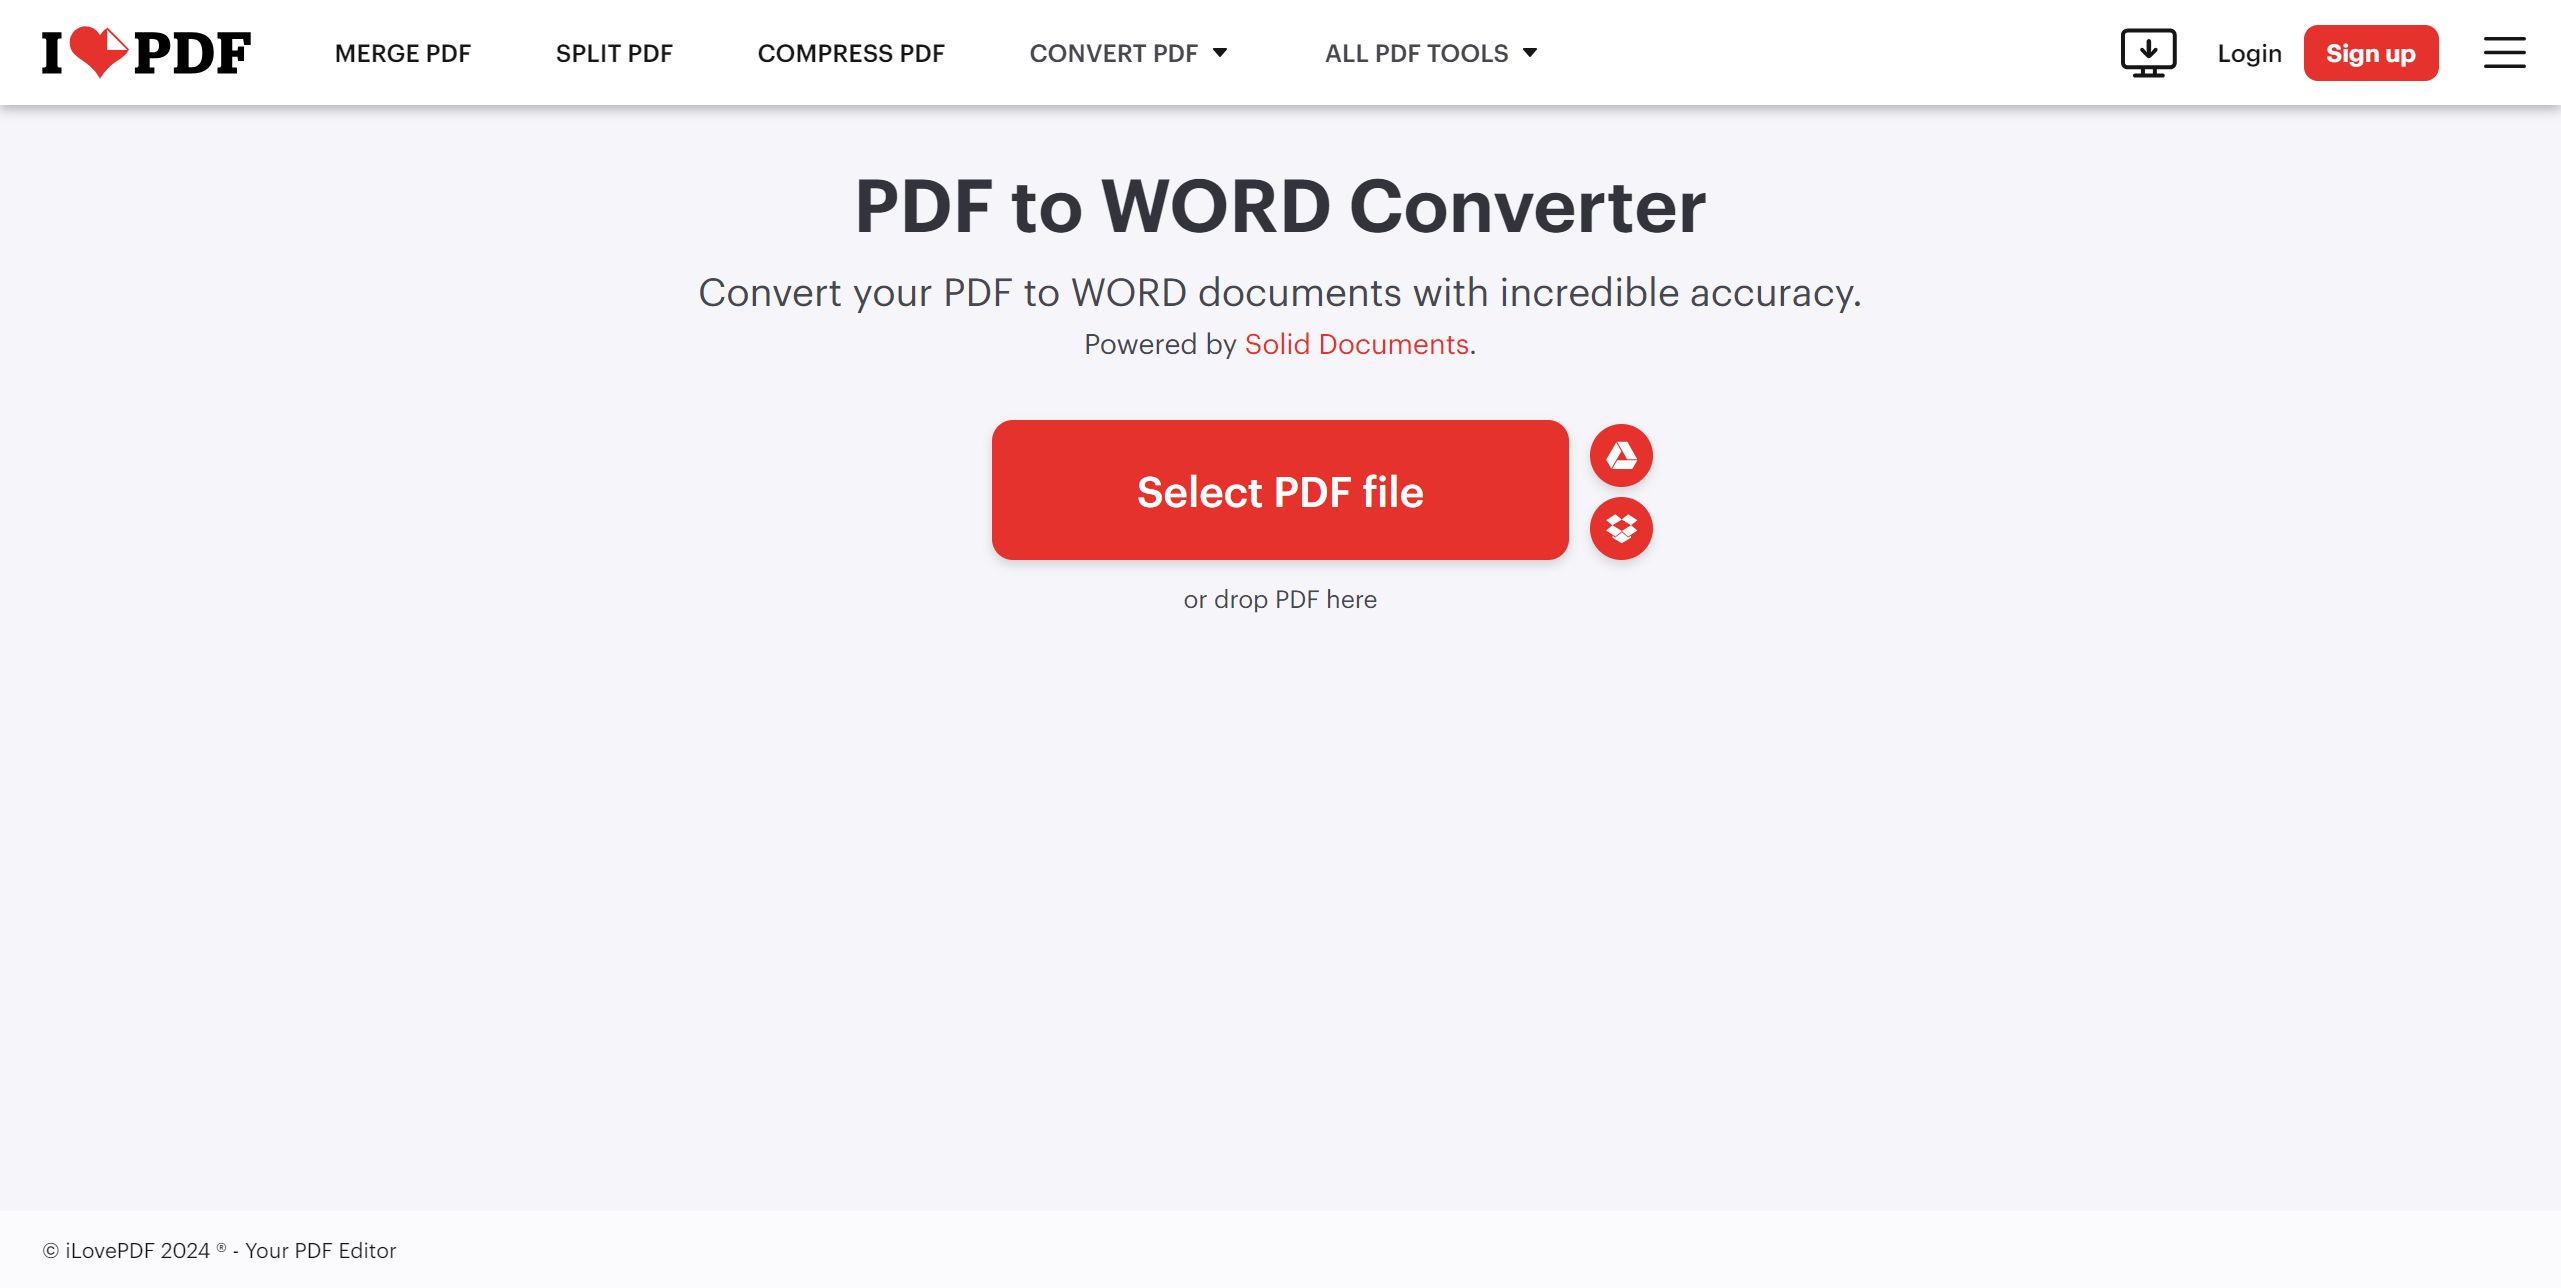 I PDF
MERGE PDF
SPLIT PDF
COMPRESS PDF
CONVERT PDF
ALL PDF TOOLS
Login
Sign up
PDF to WORD Converter
Convert your PDF to WORD documents with incredible accuracy.
Powered by Solid Documents.
Select PDF file
or drop PDF here
© iLovePDF 2024 ® - Your PDF Editor